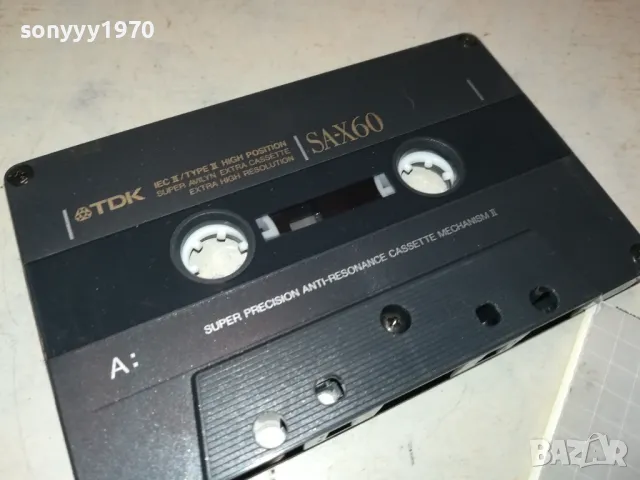 sonyyy1970
TDK
IEC II/TYPE II HIGH POSITION
SUPER AVILYN EXTRA CASSETTE
EXTRA HIGH RESOLUTION
SA-X60
SUPER PRECISION ANTI-RESONANCE CASSETTE MECHANISM II
A:
BAZAR
bg